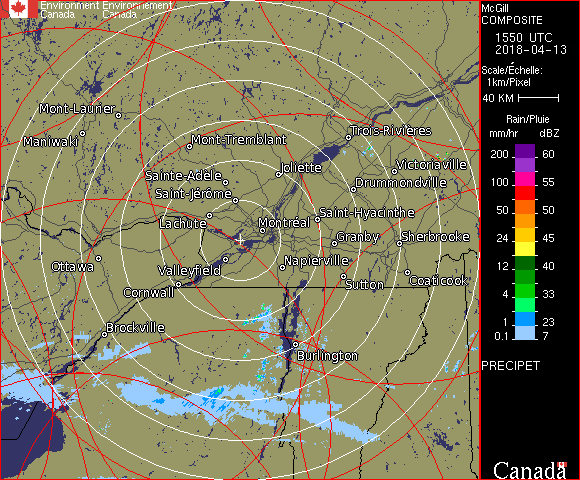 Environment Environnement
Canada Canada
McGill
COMPOSITE
1550 UTC
2018-04-13
Scale/Échelle:
1km/Pixel
40 KM
Rain/Pluie
mm/hr dBZ
200 60
100 55
50 50
24 45
12 40
4 33
1 23
0.1 7
PRECIPET
Canada
Mont-Laurier
Maniwaki
Mont-Tremblant
Trois-Rivières
Sainte-Adèle
Joliette
Victoriaville
Saint-Jérôme
Drummondville
Lachute
Montréal
Saint-Hyacinthe
Granby
Sherbrooke
Ottawa
Valleyfield
Napierville
Cornwall
Sutton
Coaticook
Brockville
Burlington